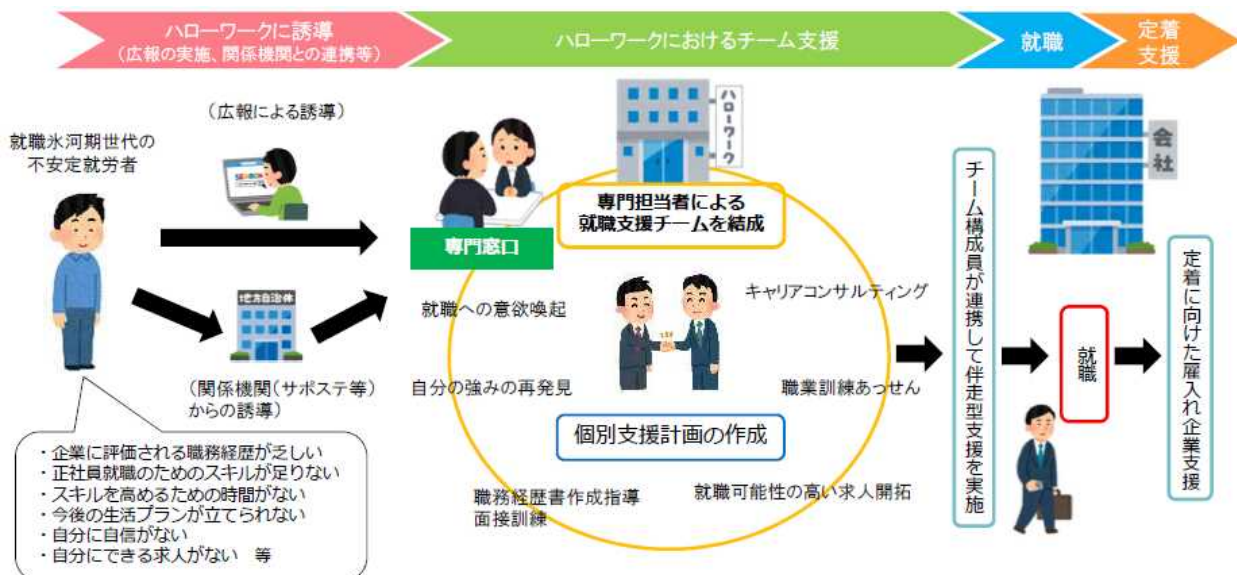 ハローワークに誘導
（広報の実施、関係機関との連携等）
ハローワークにおけるチーム支援
就職
定着
支援
（広報による誘導）
就職氷河期世代の
不安定就労者
地方自治体
（関係機関（サポステ等）
からの誘導）
・企業に評価される職務経歴が乏しい
・正社員就職のためのスキルが足りない
・スキルを高めるための時間がない
・今後の生活プランが立てられない
・自分に自信がない
・自分にできる求人がない　等
ハローワーク
専門担当者による
就職支援チームを結成
専門窓口
就職への意欲喚起
キャリアコンサルティング
自分の強みの再発見
職業訓練あっせん
個別支援計画の作成
職務経歴書作成指導
面接訓練
就職可能性の高い求人開拓
チーム構成員が連携して伴走型支援を実施
会社
就職
定着に向けた雇入れ企業支援